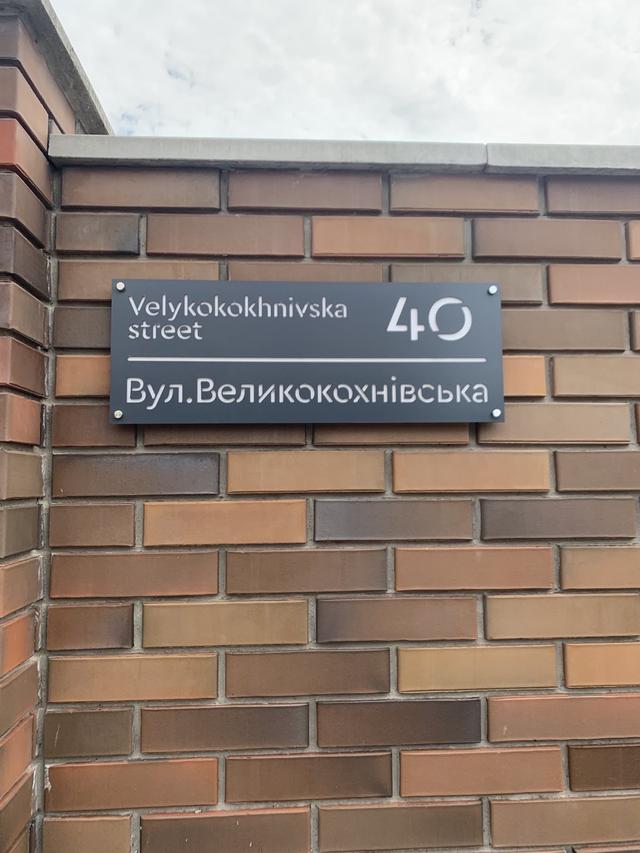 Velykokokhnivska
street
40
Вул.Великокохнівська